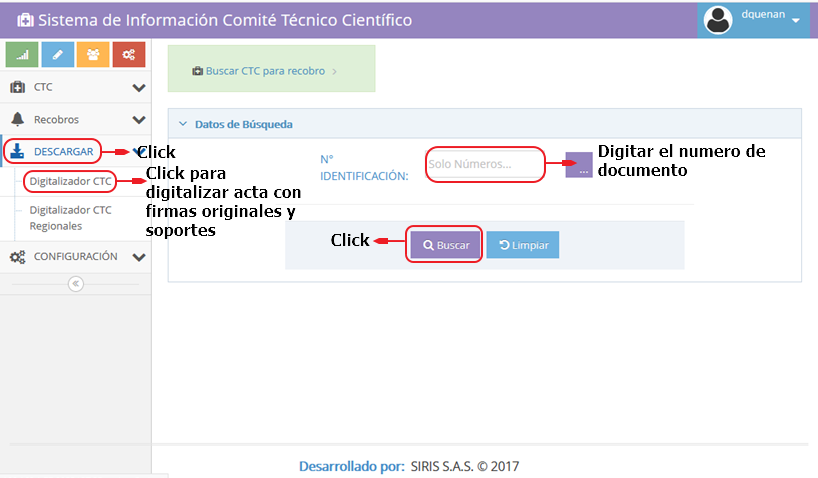 Sistema de Información Comité Técnico Científico
dquenan
CTC
Recobros
DESCARGAR
Click
Digitalizador CTC
Click para
digitalizar acta con
firmas originales y
soportes
Digitalizador CTC
Regionales
CONFIGURACIÓN
Buscar CTC para recobro
Datos de Búsqueda
N°
IDENTIFICACIÓN:
Solo Números...
...
Digitar el numero de
documento
Click
Buscar
Limpiar
Desarrollado por: SIRIS S.A.S. © 2017